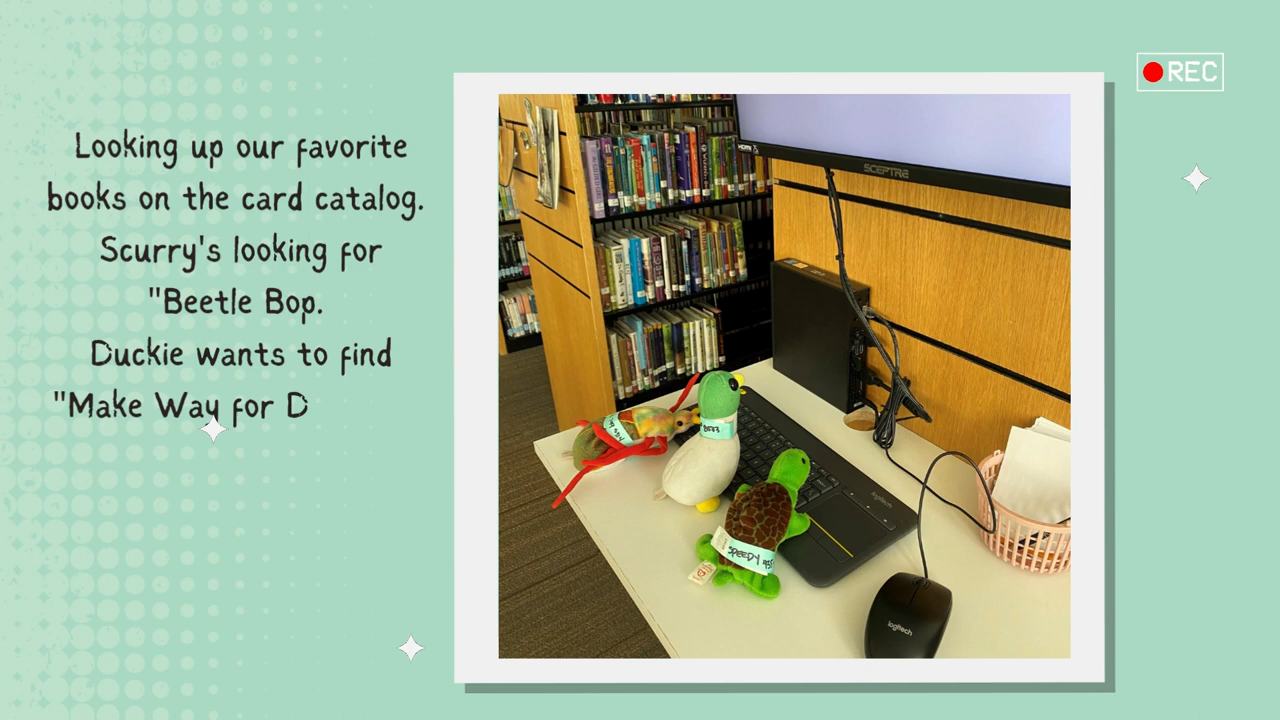 Looking up our favorite
books on the card catalog.
Scurry's looking for
"Beetle Bop.
Duckie wants to find
"Make Way for D
REC
SCEPTRE
HDMI
logitech
SPEEDY
logitech